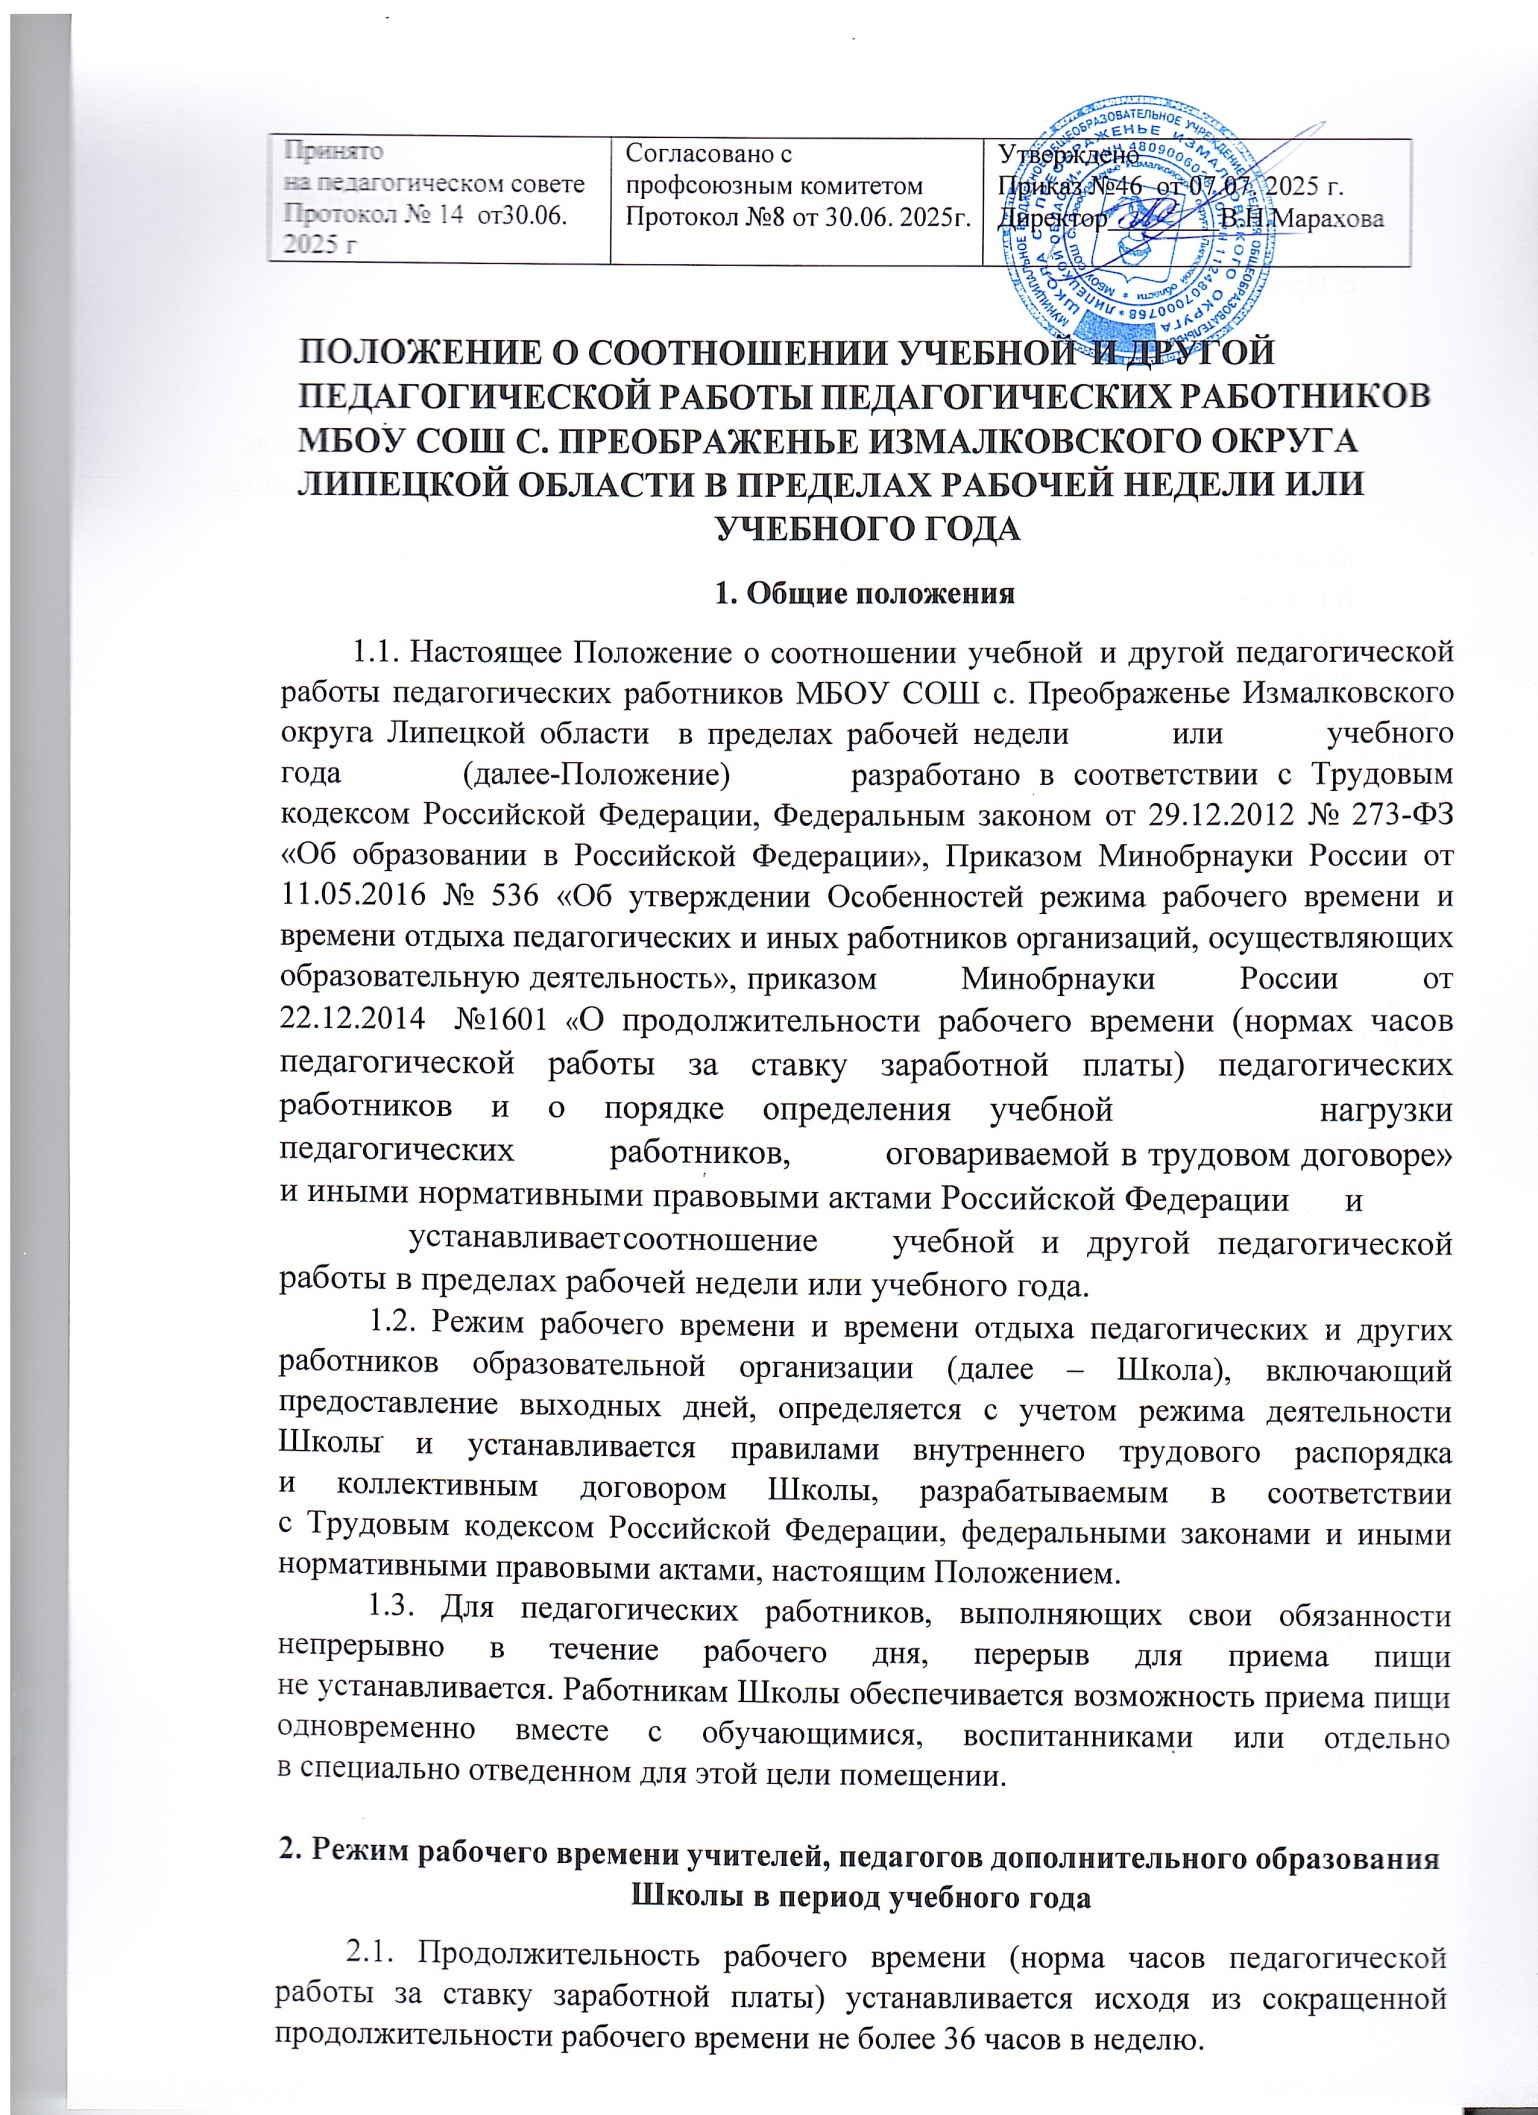 Принято
на педагогическом совете
Протокол № 14 от30.06.
2025 г
Согласовано с
профсоюзным комитетом
Протокол №8 от 30.06. 2025г.
Утверждено
Приказ №46 от 07.07. 2025 г.
Директор________В.Н.Марахова
ПОЛОЖЕНИЕ О СООТНОШЕНИИ УЧЕБНОЙ И ДРУГОЙ
ПЕДАГОГИЧЕСКОЙ РАБОТЫ ПЕДАГОГИЧЕСКИХ РАБОТНИКОВ
МБОУ СОШ С. ПРЕОБРАЖЕНЬЕ ИЗМАЛКОВСКОГО ОКРУГА
ЛИПЕЦКОЙ ОБЛАСТИ В ПРЕДЕЛАХ РАБОЧЕЙ НЕДЕЛИ ИЛИ
УЧЕБНОГО ГОДА
1. Общие положения
1.1. Настоящее Положение о соотношении учебной и другой педагогической
работы педагогических работников МБОУ СОШ с. Преображенье Измалковского
округа Липецкой области в пределах рабочей недели или учебного
года (далее-Положение) разработано в соответствии с Трудовым
кодексом Российской Федерации, Федеральным законом от 29.12.2012 № 273-ФЗ
«Об образовании в Российской Федерации», Приказом Минобрнауки России от
11.05.2016 № 536 «Об утверждении Особенностей режима рабочего времени и
времени отдыха педагогических и иных работников организаций, осуществляющих
образовательную деятельность», приказом Минобрнауки России от
22.12.2014 №1601 «О продолжительности рабочего времени (нормах часов
педагогической работы за ставку заработной платы) педагогических
работников и о порядке определения учебной нагрузки
педагогических работников, оговариваемой в трудовом договоре»
и иными нормативными правовыми актами Российской Федерации и
устанавливает соотношение учебной и другой педагогической
работы в пределах рабочей недели или учебного года.
1.2. Режим рабочего времени и времени отдыха педагогических и других
работников образовательной организации (далее – Школа), включающий
предоставление выходных дней, определяется с учетом режима деятельности
Школы и устанавливается правилами внутреннего трудового распорядка
и коллективным договором Школы, разрабатываемым в соответствии
с Трудовым кодексом Российской Федерации, федеральными законами и иными
нормативными правовыми актами, настоящим Положением.
1.3. Для педагогических работников, выполняющих свои обязанности
непрерывно в течение рабочего дня, перерыв для приема пищи
не устанавливается. Работникам Школы обеспечивается возможность приема пищи
одновременно вместе с обучающимися, воспитанниками или отдельно
в специально отведенном для этой цели помещении.
2. Режим рабочего времени учителей, педагогов дополнительного образования
Школы в период учебного года
2.1. Продолжительность рабочего времени (норма часов педагогической
работы за ставку заработной платы) устанавливается исходя из сокращенной
продолжительности рабочего времени не более 36 часов в неделю.